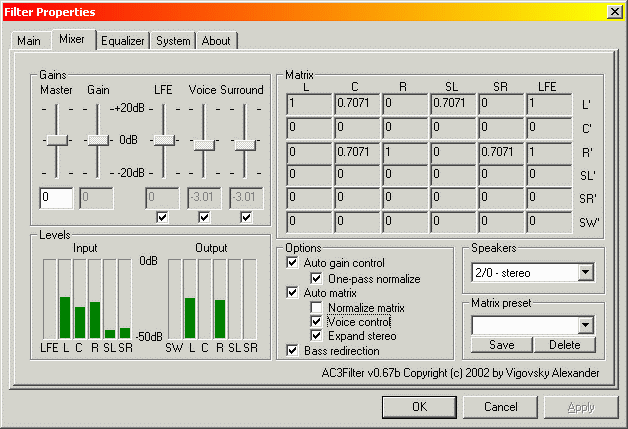 Filter Properties
Main Mixer Equalizer System About
Gains
Master Gain LFE Voice Surround
+20dB
0dB
-20dB
0 0 0 -3.01 -3.01
Matrix
L C R SL SR LFE
1 0.7071 0 0.7071 0 1 L'
0 0 0 0 0 0 C'
0 0.7071 1 0 0.7071 1 R'
0 0 0 0 0 0 SL'
0 0 0 0 0 0 SR'
0 0 0 0 0 0 SW'
Levels
Input Output
0dB
-50dB
LFE L C R SL SR SW L C R SL SR
Options
Auto gain control
One-pass normalize
Auto matrix
Normalize matrix
Voice control
Expand stereo
Bass redirection
Speakers
2/0 - stereo
Matrix preset
Save Delete
AC3Filter v0.67b Copyright (c) 2002 by Vigovsky Alexander
OK Cancel Apply